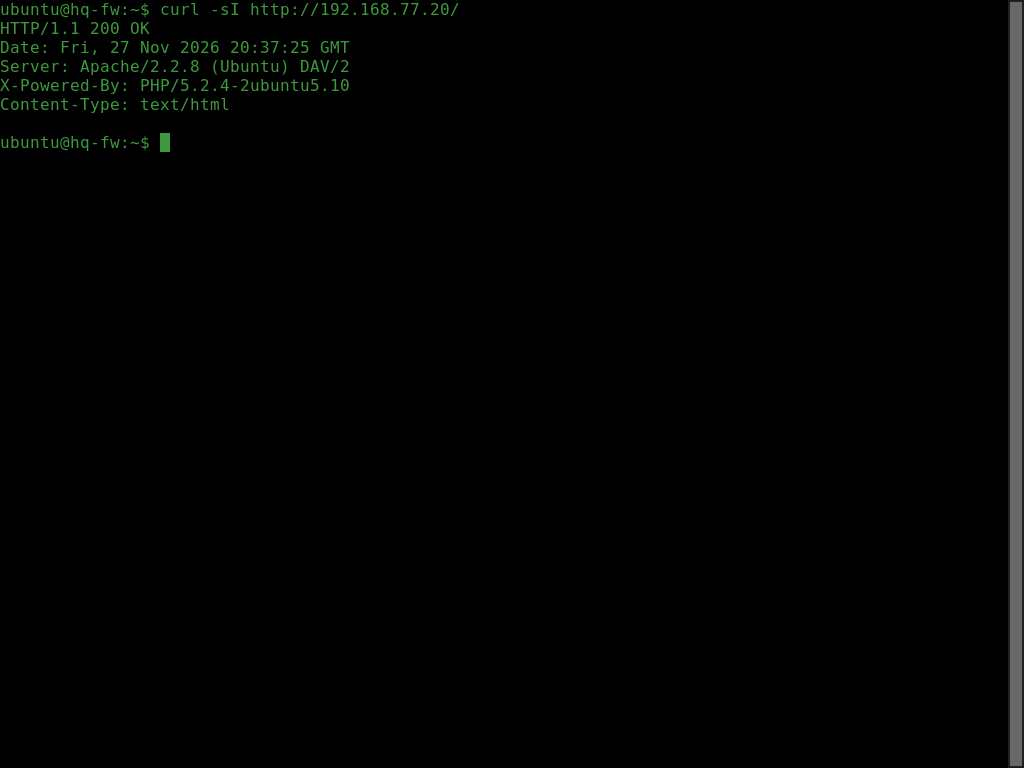 ubuntu@hq-fw:~$ curl -sI http://192.168.77.20/
HTTP/1.1 200 OK
Date: Fri, 27 Nov 2026 20:37:25 GMT
Server: Apache/2.2.8 (Ubuntu) DAV/2
X-Powered-By: PHP/5.2.4-2ubuntu5.10
Content-Type: text/html
ubuntu@hq-fw:~$